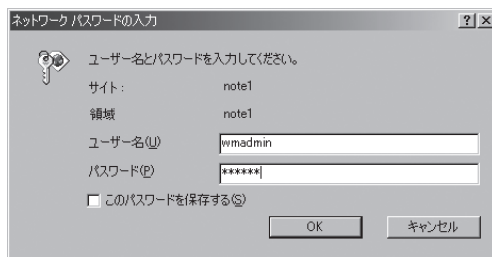 ネットワーク パスワードの入力 ? ×
ユーザー名とパスワードを入力してください。
サイト: note1
領域 note1
ユーザー名(U) wmadmin
パスワード(P) ******
このパスワードを保存する(S)
OK キャンセル